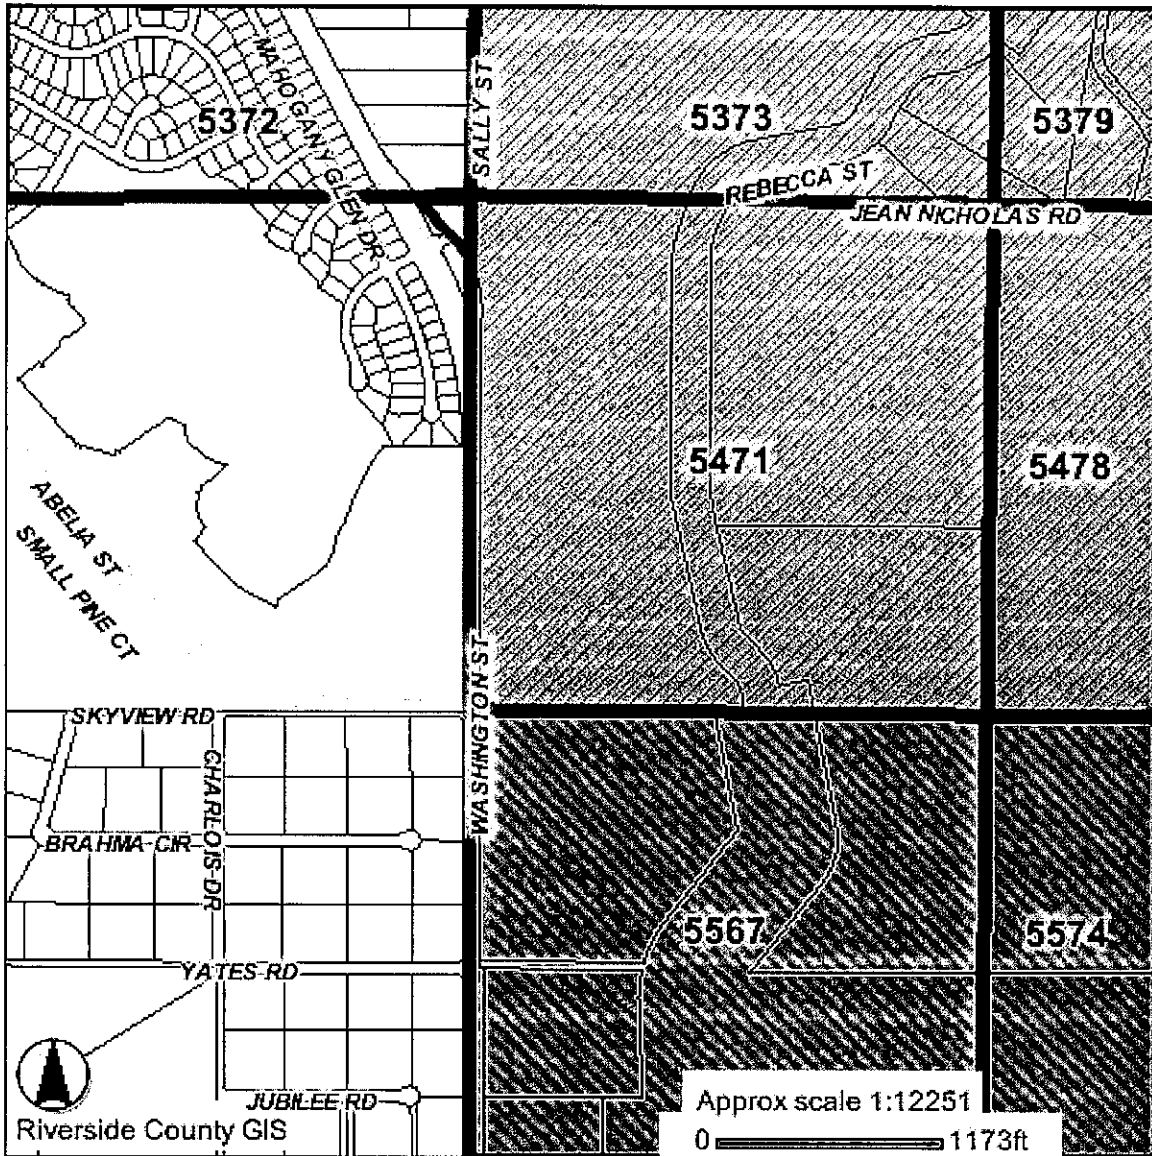 MAHOGANY GLEN DR
5372
SALLY ST
5373
5379
REBECCA ST
JEAN NICHOLAS RD
5471
5478
ABELIA ST
SMALL PINE CT
WASHINGTON ST
SKYVIEW RD
CHARLOIS DR
BRAHMA CIR
5567
5574
YATES RD
JUBILEE RD
Riverside County GIS
Approx scale 1:12251
0 1173ft